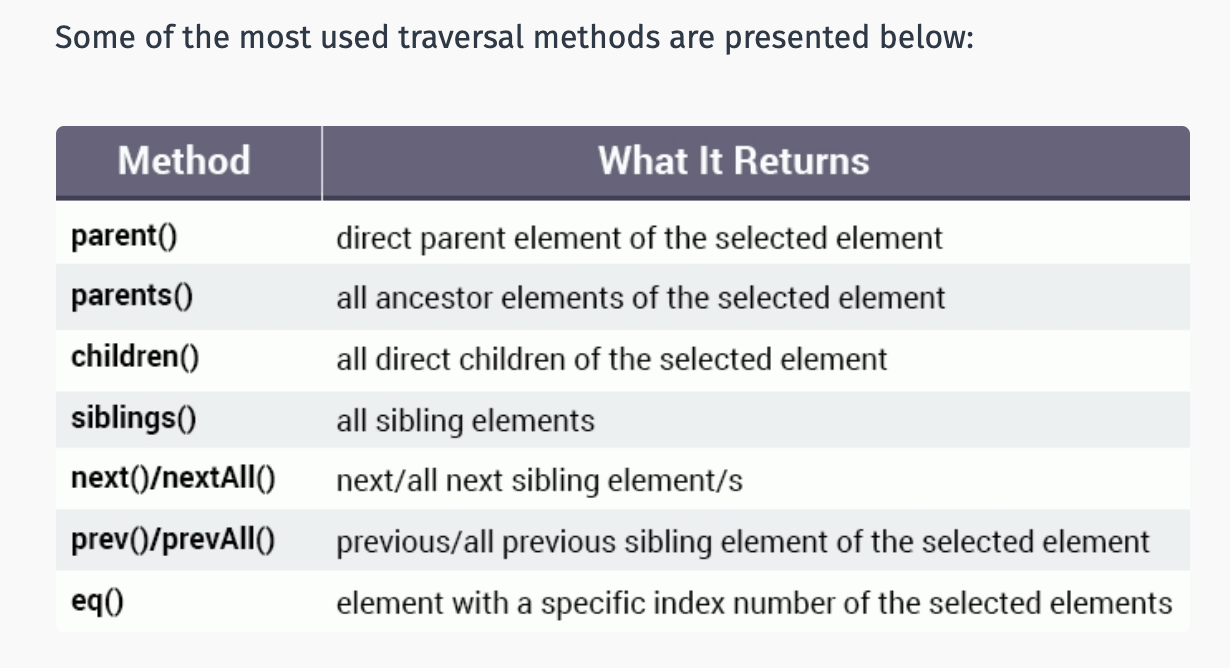 Some of the most used traversal methods are presented below:
Method What It Returns
parent() direct parent element of the selected element
parents() all ancestor elements of the selected element
children() all direct children of the selected element
siblings() all sibling elements
next()/nextAll() next/all next sibling element/s
prev()/prevAll() previous/all previous sibling element of the selected element
eq() element with a specific index number of the selected elements